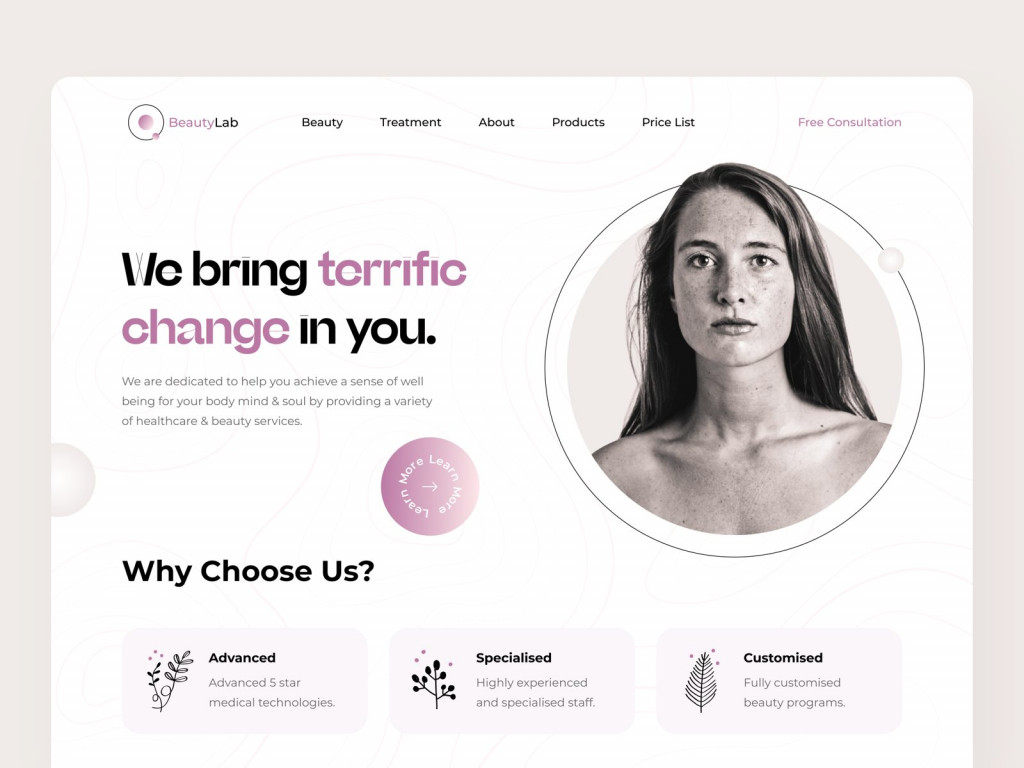 BeautyLab
Beauty
Treatment
About
Products
Price List
Free Consultation
We bring terrific
change in you.
We are dedicated to help you achieve a sense of well
being for your body mind & soul by providing a variety
of healthcare & beauty services.
Learn More Learn More
Why Choose Us?
Advanced
Advanced 5 star
medical technologies.
Specialised
Highly experienced
and specialised staff.
Customised
Fully customised
beauty programs.